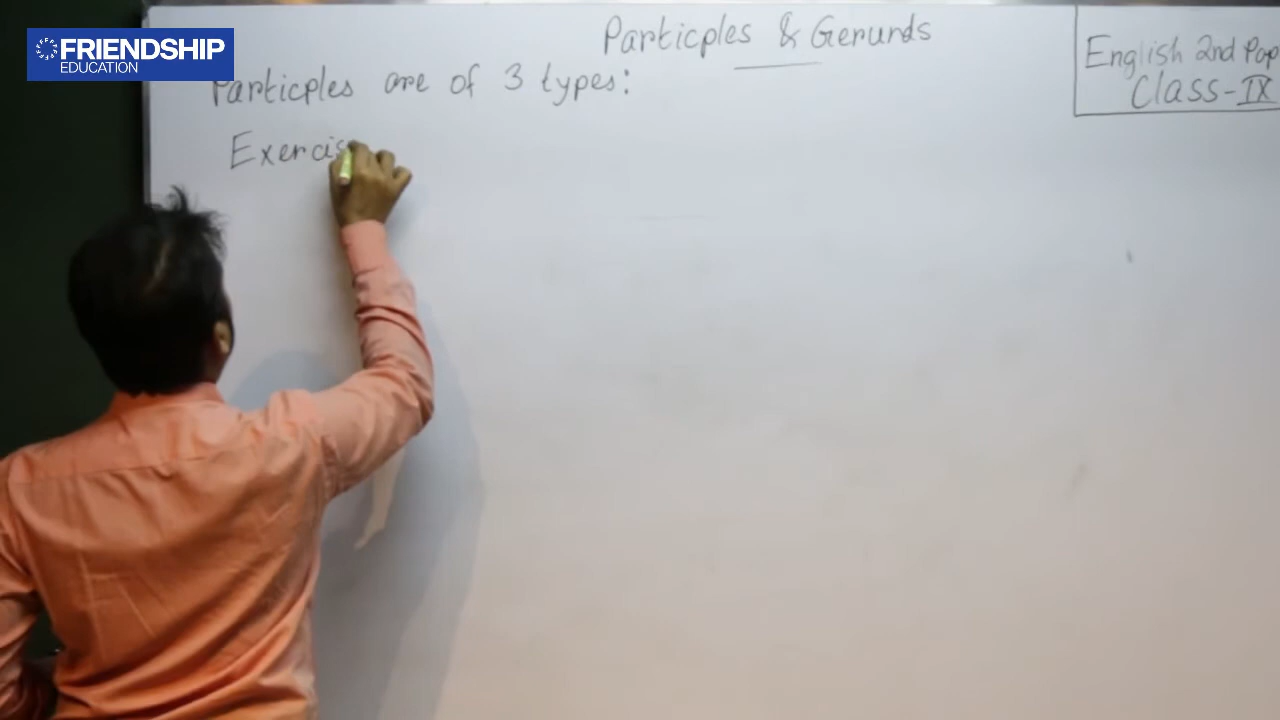 FRIENDSHIP
EDUCATION
Particples & Gerunds
English 2nd Pap
Class-IX
Particples are of 3 types:
Exercis